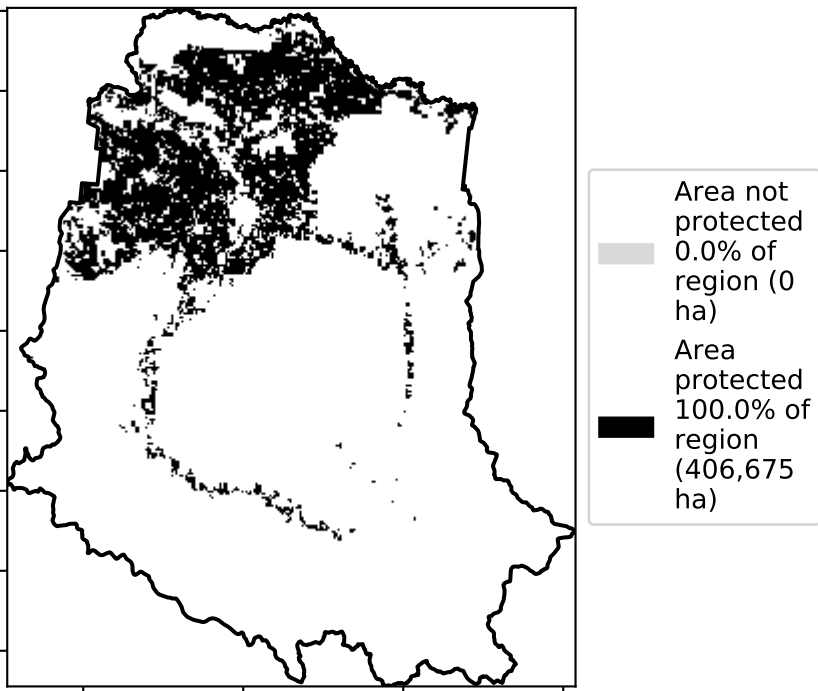 Area not
protected
0.0% of
region (0
ha)
Area
protected
100.0% of
region
(406,675
ha)